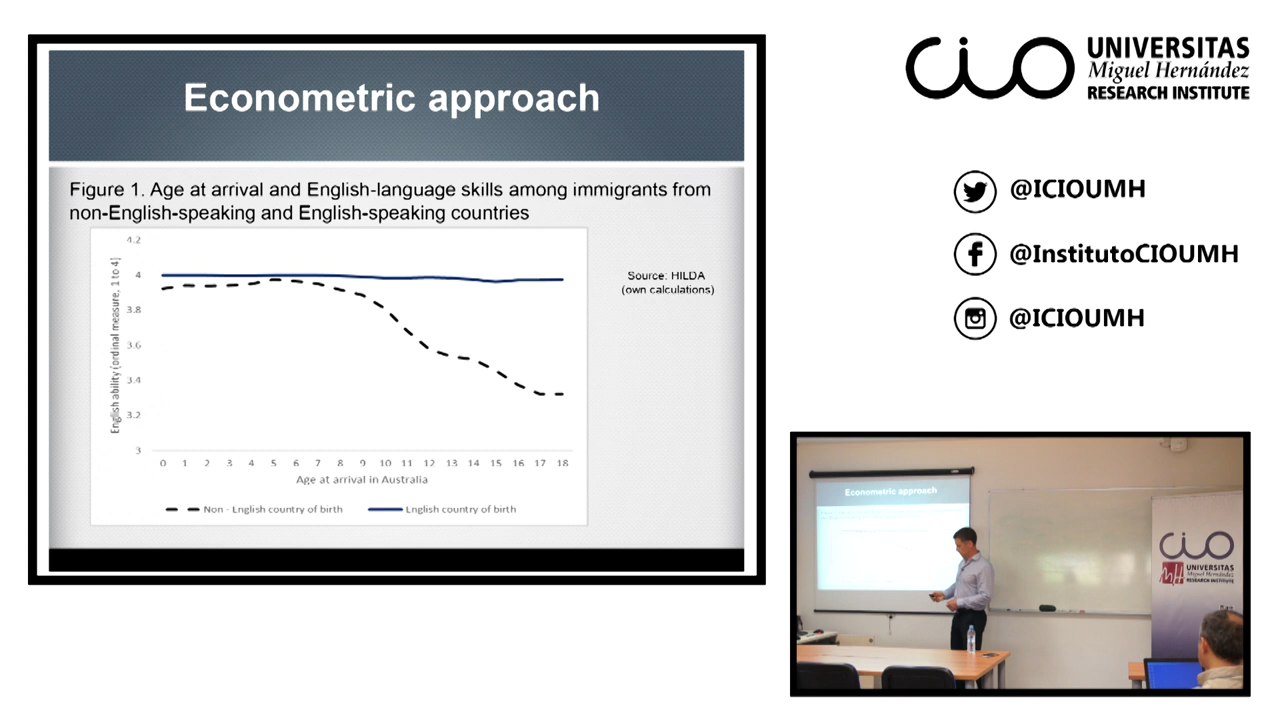 Econometric approach
Figure 1. Age at arrival and English-language skills among immigrants from
non-English-speaking and English-speaking countries
English ability (ordinal measure, 1 to 4)
4.2
4
3.8
3.6
3.4
3.2
3
0 1 2 3 4 5 6 7 8 9 10 11 12 13 14 15 16 17 18
Age at arrival in Australia
Non - English country of birth
English country of birth
Source: HILDA
(own calculations)
CIO
UNIVERSITAS
Miguel Hernández
RESEARCH INSTITUTE
@ICIOUMH
@InstitutoCIOUMH
@ICIOUMH
Econometric approach
CIO
UNIVERSITAS
Miguel Hernández
RESEARCH INSTITUTE